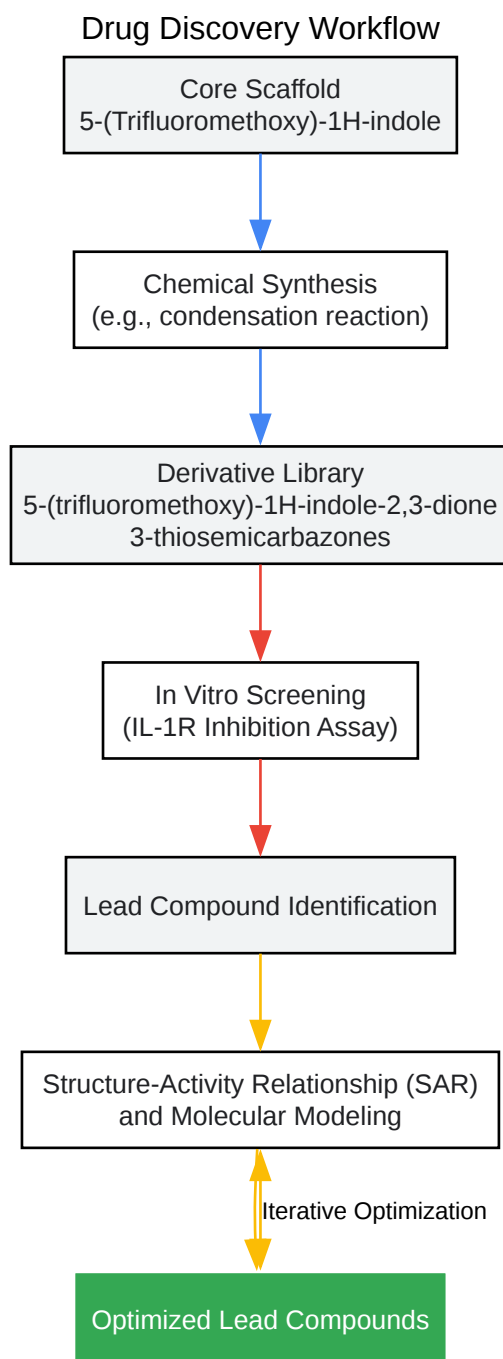 Drug Discovery Workflow
Core Scaffold
5-(Trifluoromethoxy)-1H-indole
Chemical Synthesis
(e.g., condensation reaction)
Derivative Library
5-(trifluoromethoxy)-1H-indole-2,3-dione
3-thiosemicarbazones
In Vitro Screening
(IL-1R Inhibition Assay)
Lead Compound Identification
Structure-Activity Relationship (SAR)
and Molecular Modeling
Iterative Optimization
Optimized Lead Compounds